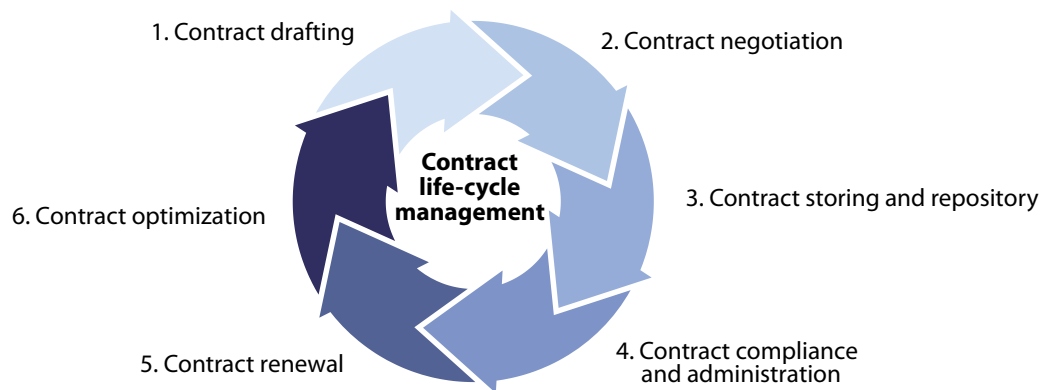 1. Contract drafting
2. Contract negotiation
3. Contract storing and repository
4. Contract compliance
and administration
5. Contract renewal
6. Contract optimization
Contract
life-cycle
management